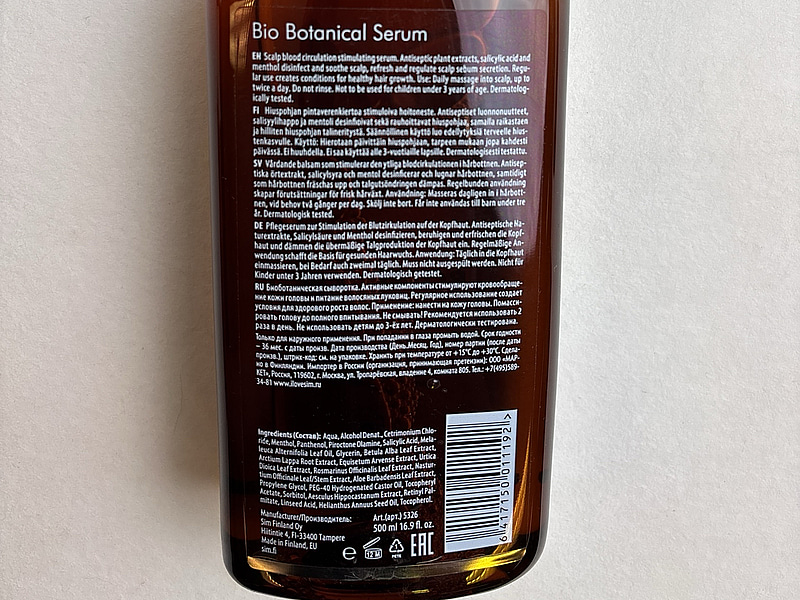 Bio Botanical Serum
EN Scalp blood circulation stimulating serum. Antiseptic plant extracts, salicylic acid and
menthol disinfect and soothe scalp, refresh and regulate scalp sebum secretion. Regu-
lar use creates conditions for healthy hair growth. Use: Daily massage into scalp, up to
twice a day. Do not rinse. Not to be used for children under 3 years of age. Dermatolog-
ically tested.
FI Hiuspohjan pintaverenkiertoa stimuloiva hoitoneste. Antiseptiset luonnonuutteet,
salisyylihappo ja mentoli desinfioivat sekä rauhoittavat hiuspohjaa, samalla raikastaen
ja hilliten hiuspohjan talineritystä. Säännöllinen käyttö luo edellytyksiä terveelle hius-
tenkasvulle. Käyttö: Hierotaan päivittäin hiuspohjaan, tarpeen mukaan jopa kahdesti
päivässä. Ei huuhdella. Ei saa käyttää alle 3-vuotiaille lapsille. Dermatologisesti testattu.
SV Vårdande balsam som stimulerar den ytliga blodcirkulationen i hårbottnen. Antisep-
tiska örtextrakt, salicylsyra och mentol desinficerar och lugnar hårbottnen, samtidigt
som hårbottnen fräschas upp och talgutsöndringen dämpas. Regelbunden användning
skapar förutsättningar för frisk hårväxt. Användning: Masseras dagligen in i hårbott-
nen, vid behov två gånger per dag. Skölj inte bort. Får inte användas till barn under tre
år. Dermatologisk tested.
DE Pflegeserum zur Stimulation der Blutzirkulation auf der Kopfhaut. Antiseptische Na-
turextrakte, Salicylsäure und Menthol desinfizieren, beruhigen und erfrischen die Kopf-
haut und dämmen die übermäßige Talgproduktion der Kopfhaut ein. Regelmäßige An-
wendung schafft die Basis für gesunden Haarwuchs. Anwendung: Täglich in die Kopfhaut
einmassieren, bei Bedarf auch zweimal täglich. Muss nicht ausgespült werden. Nicht für
Kinder unter 3 Jahren verwenden. Dermatologisch getestet.
RU Биоботаническая сыворотка. Активные компоненты стимулируют кровообраще-
ние кожи головы и питание волосяных луковиц. Регулярное использование создает
условия для здорового роста волос. Применение: нанести на кожу головы. Помасси-
ровать голову до полного впитывания. Не смывать! Рекомендуется использовать 2
раза в день. Не использовать детям до 3-ёх лет. Дерматологически тестирована.
Только для наружного применения. При попадании в глаза промыть водой. Срок годности
– 36 мес. с даты произв. Дата производства (День.Месяц. Год), номер партии (после даты
произв.), штрих-код: см. на упаковке. Хранить при температуре от +15°C до +30°C. Сдела-
но в Финляндии. Импортер в России (организация, принимающая претензии): ООО «МАР-
КЕТ», Россия, 119602, г. Москва, ул. Тропарёвская, владение 4, комната 805. Тел.: +7(495)589-
34-81 www.ilovesim.ru
Ingredients (Состав): Aqua, Alcohol Denat., Cetrimonium Chlo-
ride, Menthol, Panthenol, Piroctone Olamine, Salicylic Acid, Mela-
leuca Alternifolia Leaf Oil, Glycerin, Betula Alba Leaf Extract,
Arctium Lappa Root Extract, Equisetum Arvense Extract, Urtica
Dioica Leaf Extract, Rosmarinus Officinalis Leaf Extract, Nastur-
tium Officinale Leaf/Stem Extract, Aloe Barbadensis Leaf Extract,
Propylene Glycol, PEG-40 Hydrogenated Castor Oil, Tocopheryl
Acetate, Sorbitol, Aesculus Hippocastanum Extract, Retinyl Pal-
mitate, Linseed Acid, Helianthus Annuus Seed Oil, Tocopherol.
Manufacturer/Производитель:
Sim Finland Oy
Hiitintie 4, FI-33400 Tampere
Made in Finland, EU
sim.fi
Art.(арт.) 5326
500 ml 16.9 fl. oz.
e 12 M PETE EAC
6 417150 011192 >